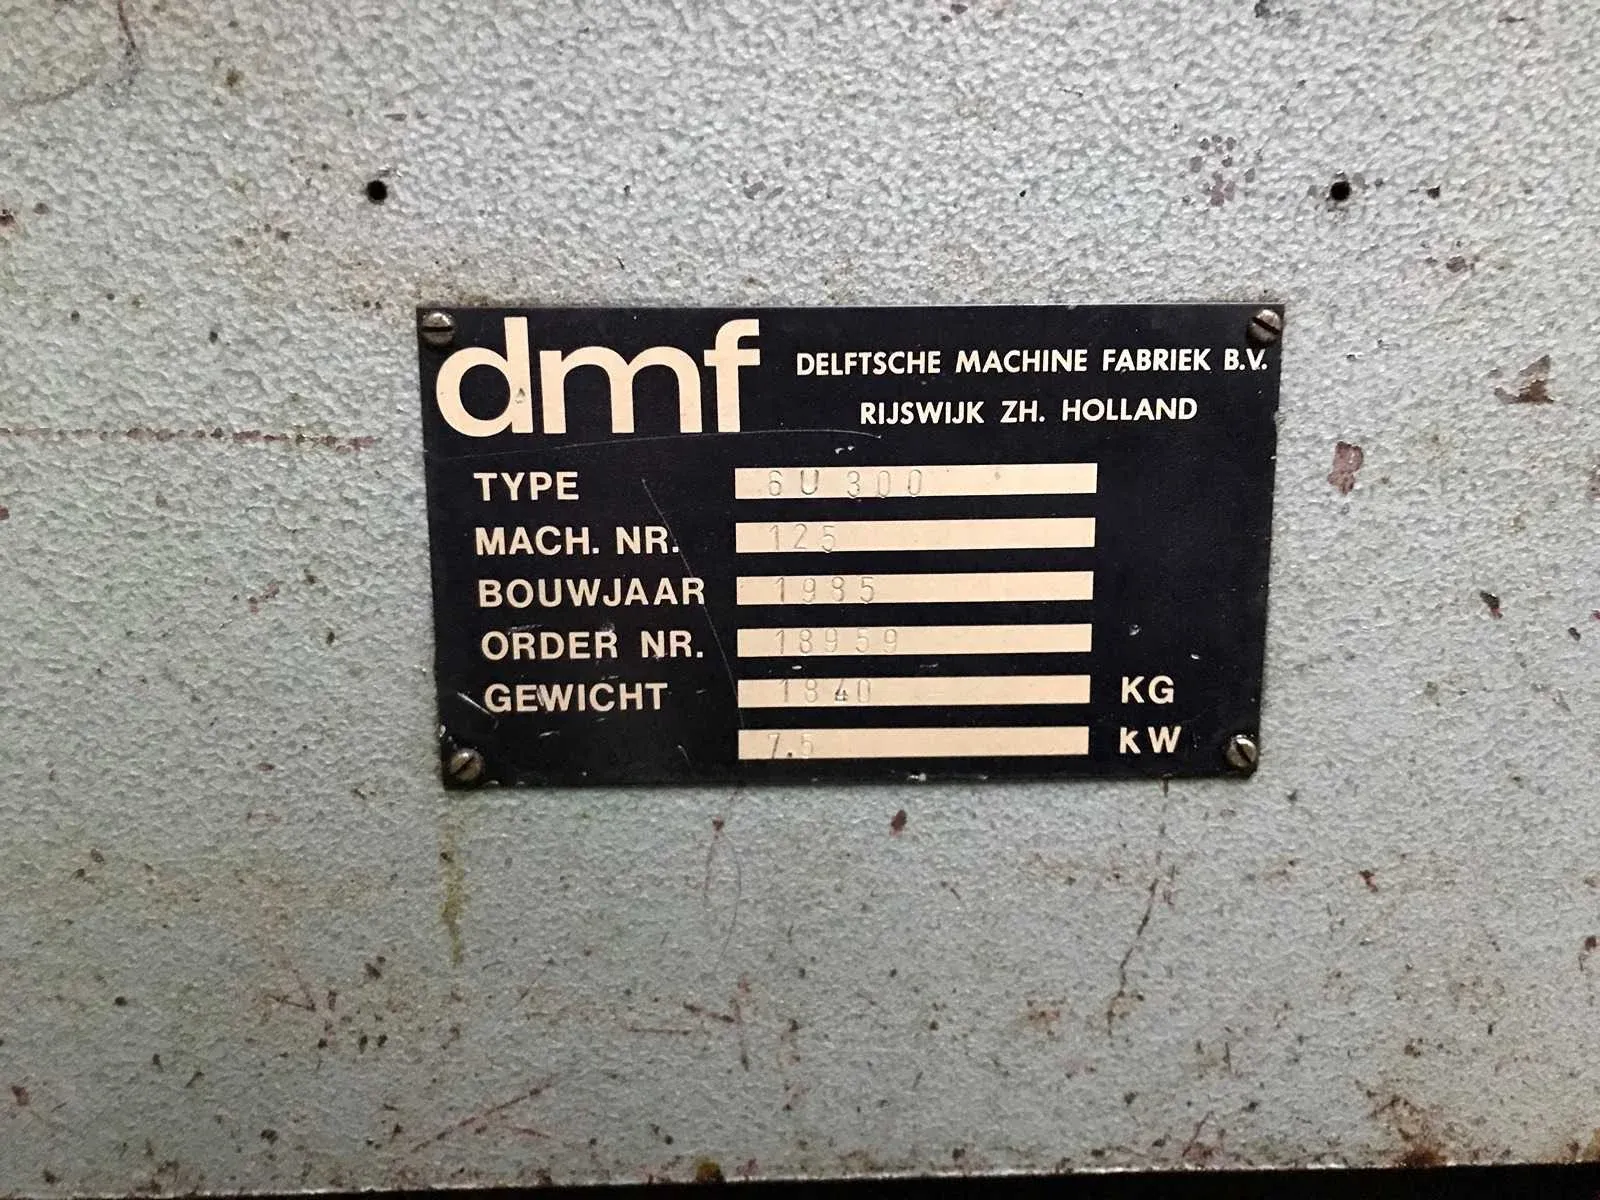 dmf DELFTSCHE MACHINE FABRIEK B.V.
RIJSWIJK ZH. HOLLAND
TYPE 6U 300
MACH. NR. 125
BOUWJAAR 1985
ORDER NR. 18959
GEWICHT 1840 KG
7.5 kW